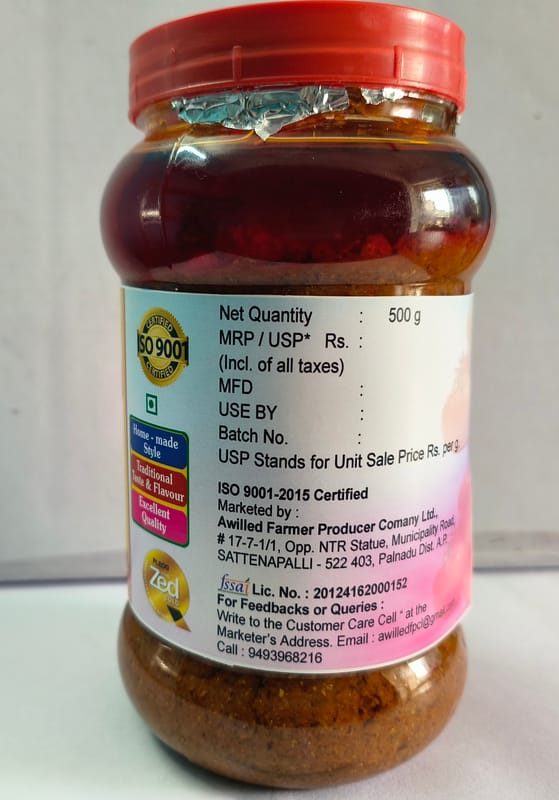 CERTIFIED
ISO 9001
CERTIFIED
Home - made
Style
Traditional
Taste & Flavour
Excellent
Quality
Zed
Net Quantity : 500 g
MRP / USP* Rs. :
(Incl. of all taxes)
MFD :
USE BY :
Batch No. :
USP Stands for Unit Sale Price Rs. per g.
ISO 9001-2015 Certified
Marketed by :
Awilled Farmer Producer Comany Ltd.,
# 17-7-1/1, Opp. NTR Statue, Municipality Road,
SATTENAPALLI - 522 403, Palnadu Dist. A.P.
fssai Lic. No. : 20124162000152
For Feedbacks or Queries :
Write to the Customer Care Cell * at the
Marketer's Address. Email : awilledfpcl@gmail.com
Call : 9493968216